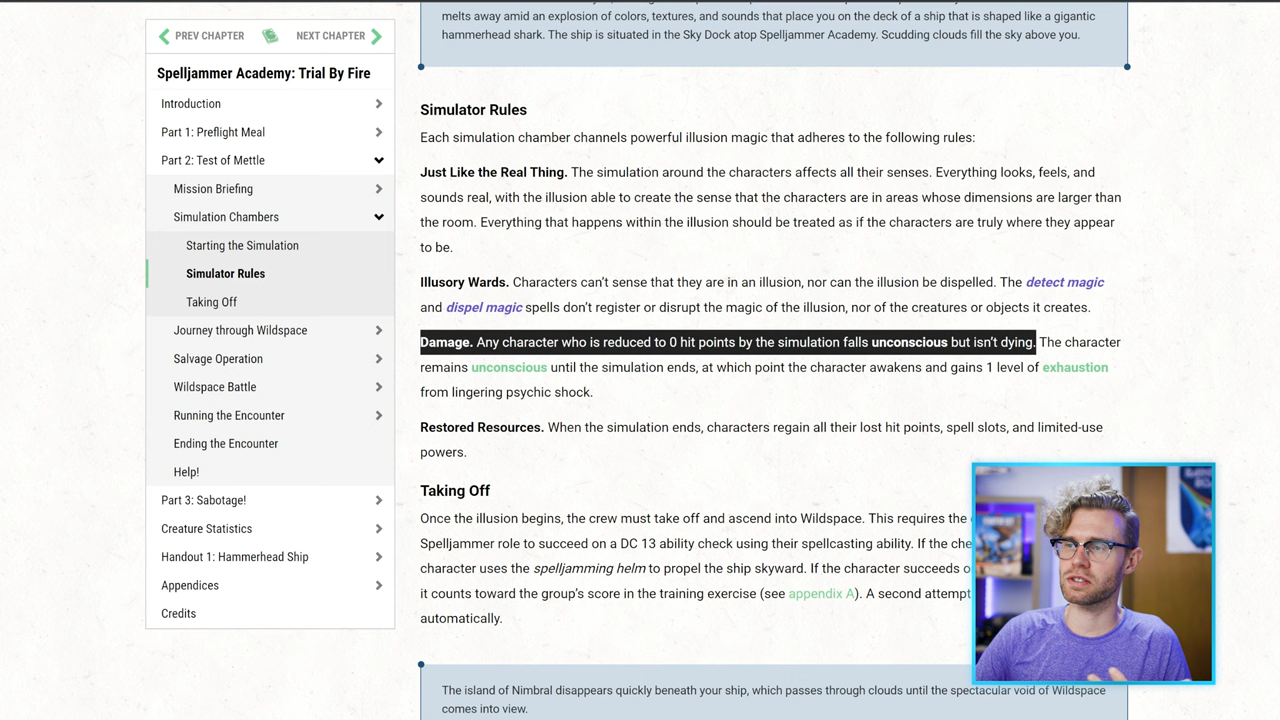 PREV CHAPTER
NEXT CHAPTER
Spelljammer Academy: Trial By Fire
Introduction
Part 1: Preflight Meal
Part 2: Test of Mettle
Mission Briefing
Simulation Chambers
Starting the Simulation
Simulator Rules
Taking Off
Journey through Wildspace
Salvage Operation
Wildspace Battle
Running the Encounter
Ending the Encounter
Help!
Part 3: Sabotage!
Creature Statistics
Handout 1: Hammerhead Ship
Appendices
Credits
melts away amid an explosion of colors, textures, and sounds that place you on the deck of a ship that is shaped like a gigantic
hammerhead shark. The ship is situated in the Sky Dock atop Spelljammer Academy. Scudding clouds fill the sky above you.
Simulator Rules
Each simulation chamber channels powerful illusion magic that adheres to the following rules:
Just Like the Real Thing. The simulation around the characters affects all their senses. Everything looks, feels, and
sounds real, with the illusion able to create the sense that the characters are in areas whose dimensions are larger than
the room. Everything that happens within the illusion should be treated as if the characters are truly where they appear
to be.
Illusory Wards. Characters can't sense that they are in an illusion, nor can the illusion be dispelled. The detect magic
and dispel magic spells don't register or disrupt the magic of the illusion, nor of the creatures or objects it creates.
Damage. Any character who is reduced to 0 hit points by the simulation falls unconscious but isn't dying. The character
remains unconscious until the simulation ends, at which point the character awakens and gains 1 level of exhaustion
from lingering psychic shock.
Restored Resources. When the simulation ends, characters regain all their lost hit points, spell slots, and limited-use
powers.
Taking Off
Once the illusion begins, the crew must take off and ascend into Wildspace. This requires the
Spelljammer role to succeed on a DC 13 ability check using their spellcasting ability. If the
character uses the spelljamming helm to propel the ship skyward. If the character succeeds
it counts toward the group's score in the training exercise (see appendix A). A second attempt
automatically.
The island of Nimbral disappears quickly beneath your ship, which passes through clouds until the spectacular void of Wildspace
comes into view.